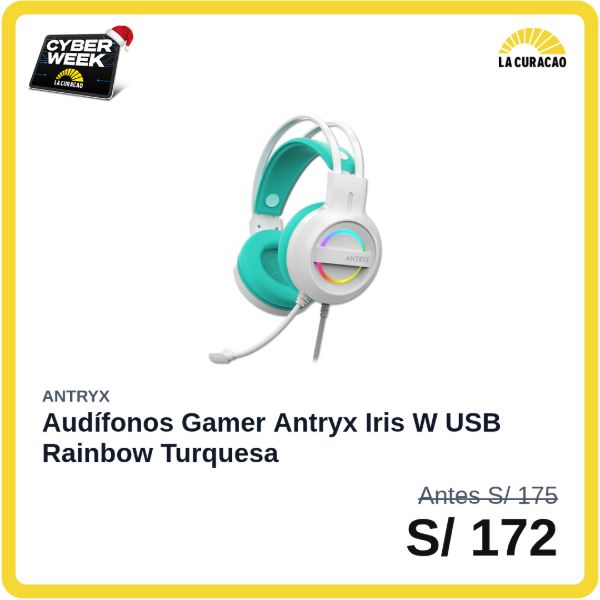 CYBER
WEEK
LA CURACAO
LA CURACAO
ANTRYX
ANTRYX
Audífonos Gamer Antryx Iris W USB
Rainbow Turquesa
Antes S/ 175
S/ 172